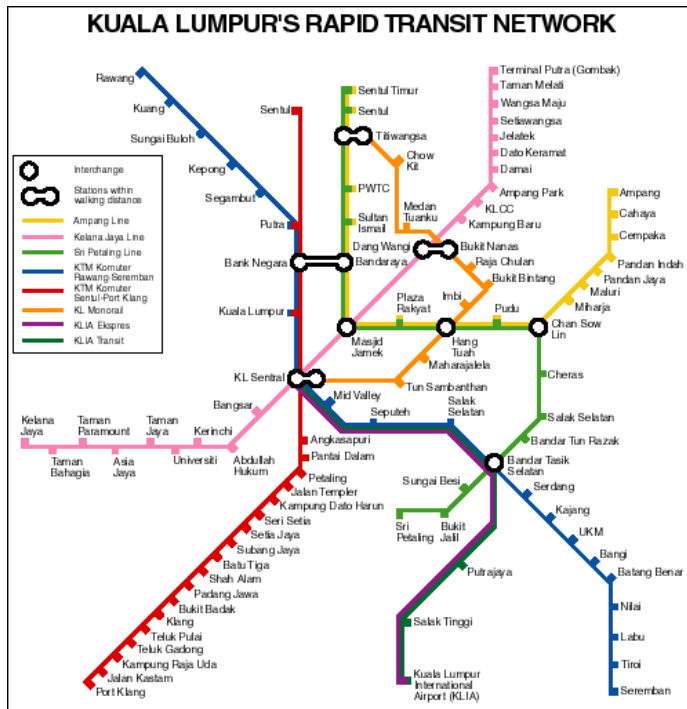 KUALA LUMPUR'S RAPID TRANSIT NETWORK
Rawang
Kuang
Sungai Buloh
Kepong
Segambut
Putra
Bank Negara
Kuala Lumpur
KL Sentral
Sentul
Interchange
Stations within
walking distance
Ampang Line
Kelana Jaya Line
Sri Petaling Line
KTM Komuter
Rawang-Seremban
KTM Komuter
Sentul-Port Klang
KL Monorail
KLIA Ekspres
KLIA Transit
Sentul Timur
Sentul
Titiwangsa
Chow
Kit
PWTC
Medan
Tuanku
Sultan
Ismail
Dang Wangi
Bandaraya
Bukit Nanas
Raja Chulan
Bukit Bintang
Imbi
Terminal Putra (Gombak)
Taman Melati
Wangsa Maju
Setiawangsa
Jelatek
Dato Keramat
Damai
Ampang Park
KLCC
Kampung Baru
Ampang
Cahaya
Cempaka
Pandan Indah
Pandan Jaya
Maluri
Miharja
Plaza
Rakyat
Pudu
Masjid
Jamek
Hang
Tuah
Chan Sow
Lin
Maharajalela
Tun Sambanthan
Cheras
Salak Selatan
Bandar Tun Razak
Mid Valley
Seputeh
Salak
Selatan
Bandar Tasik
Selatan
Bangsar
Kelana
Jaya
Taman
Paramount
Taman
Jaya
Kerinchi
Taman
Bahagia
Asia
Jaya
Universiti
Abdullah
Hukum
Angkasapuri
Pantai Dalam
Petaling
Jalan Templer
Kampung Dato Harun
Seri Setia
Setia Jaya
Subang Jaya
Batu Tiga
Shah Alam
Padang Jawa
Bukit Badak
Klang
Teluk Pulai
Teluk Gadong
Kampung Raja Uda
Jalan Kastam
Port Klang
Sungai Besi
Sri
Petaling
Bukit
Jalil
Serdang
Kajang
UKM
Bangi
Batang Benar
Nilai
Labu
Tiroi
Seremban
Putrajaya
Salak Tinggi
Kuala Lumpur
International
Airport (KLIA)